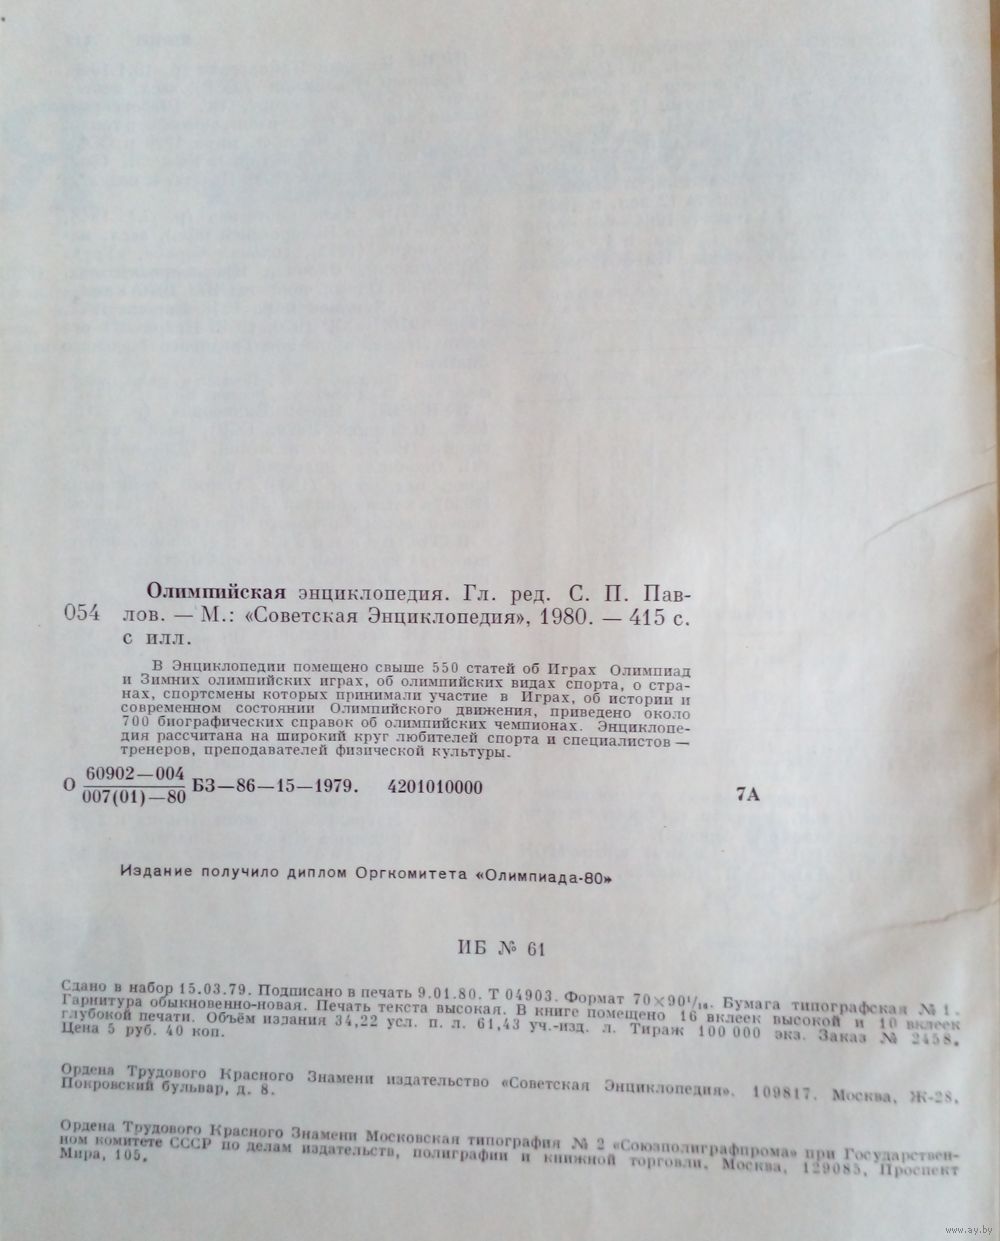 Олимпийская энциклопедия. Гл. ред. С. П. Пав-
О54 лов. — М.: «Советская Энциклопедия», 1980. — 415 с.
с илл.
В Энциклопедии помещено свыше 550 статей об Играх Олимпиад
и Зимних олимпийских играх, об олимпийских видах спорта, о стра-
нах, спортсмены которых принимали участие в Играх, об истории и
современном состоянии Олимпийского движения, приведено около
700 биографических справок об олимпийских чемпионах. Энциклопе-
дия рассчитана на широкий круг любителей спорта и специалистов —
тренеров, преподавателей физической культуры.
60902—004
О БЗ—86—15—1979. 4201010000 7А
007(01)—80
Издание получило диплом Оргкомитета «Олимпиада-80»
ИБ № 61
Сдано в набор 15.03.79. Подписано в печать 9.01.80. Т 04903. Формат 70×90¹/₁₆. Бумага типографская № 1.
Гарнитура обыкновенно-новая. Печать текста высокая. В книге помещено 16 вклеек высокой и 10 вклеек
глубокой печати. Объём издания 34,22 усл. п. л. 61,43 уч.-изд. л. Тираж 100 000 экз. Заказ № 2458.
Цена 5 руб. 40 коп.
Ордена Трудового Красного Знамени издательство «Советская Энциклопедия». 109817. Москва, Ж-28,
Покровский бульвар, д. 8.
Ордена Трудового Красного Знамени Московская типография № 2 «Союзполиграфпрома» при Государствен-
ном комитете СССР по делам издательств, полиграфии и книжной торговли. Москва, 129085, Проспект
Мира, 105.
www.ay.by